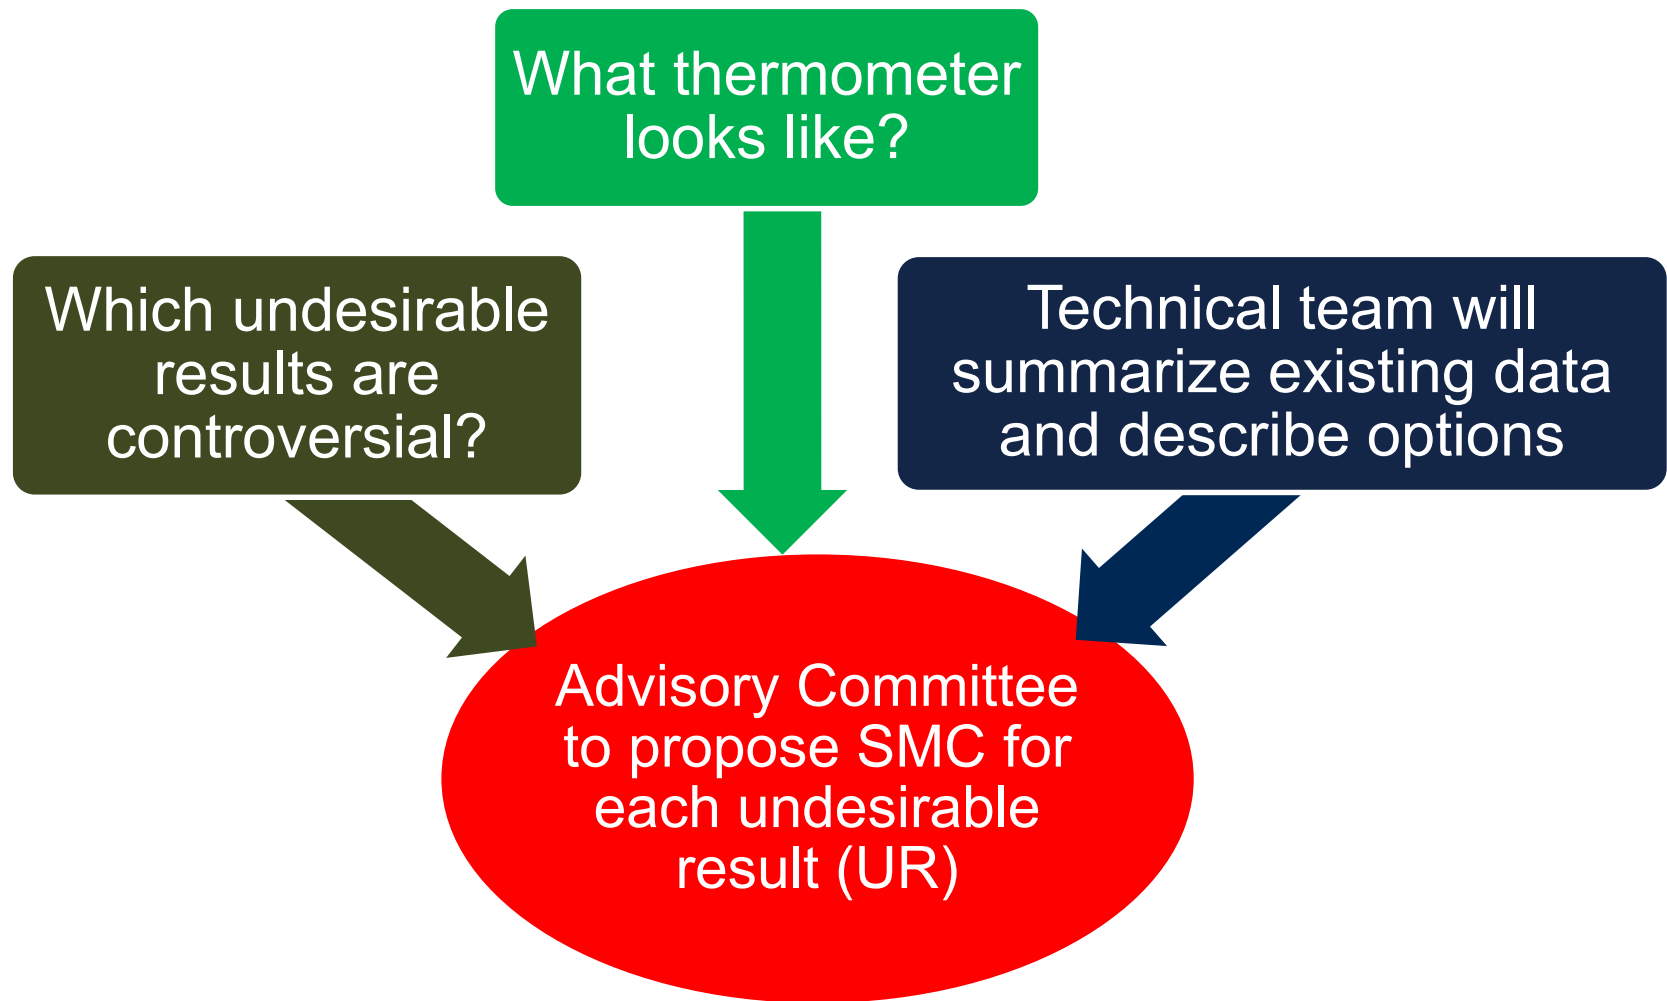 What thermometer
looks like?
Which undesirable
results are
controversial?
Technical team will
summarize existing data
and describe options
Advisory Committee
to propose SMC for
each undesirable
result (UR)